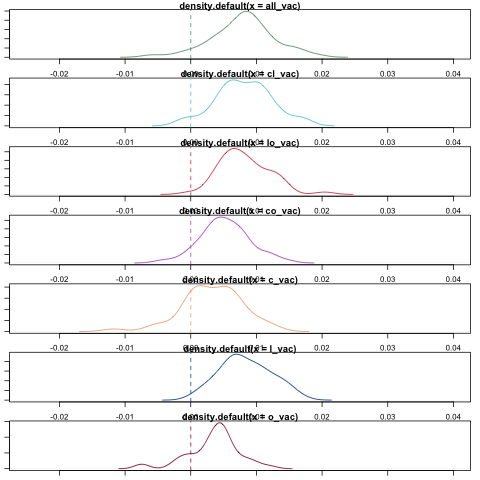 density.default(x = all_vac)
-0.02 -0.01 0.00 0.01 0.02 0.03 0.04
density.default(x = cl_vac)
-0.02 -0.01 0.00 0.01 0.02 0.03 0.04
density.default(x = lo_vac)
-0.02 -0.01 0.00 0.01 0.02 0.03 0.04
density.default(x = co_vac)
-0.02 -0.01 0.00 0.01 0.02 0.03 0.04
density.default(x = c_vac)
-0.02 -0.01 0.00 0.01 0.02 0.03 0.04
density.default(x = l_vac)
-0.02 -0.01 0.00 0.01 0.02 0.03 0.04
density.default(x = o_vac)